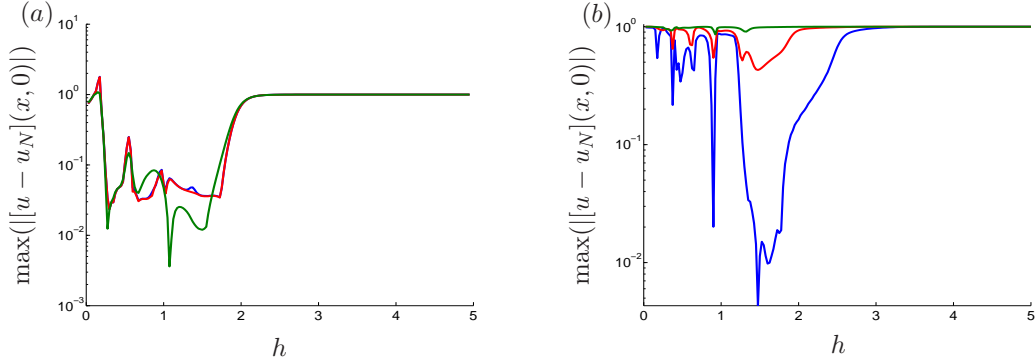 (a)
10^1
10^0
10^{-1}
10^{-2}
10^{-3}
max(|[u − u_N](x, 0)|)
0 1 2 3 4 5
h
(b)
10^0
10^{-1}
10^{-2}
max(|[u − u_N](x, 0)|)
0 1 2 3 4 5
h